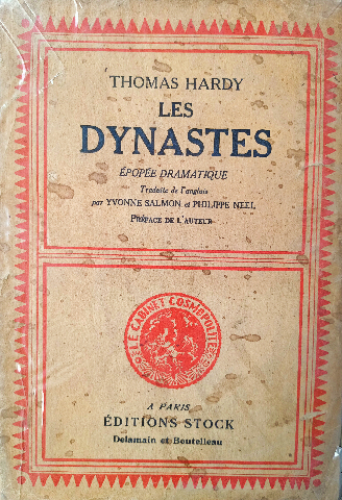 THOMAS HARDY
LES
DYNASTES
ÉPOPÉE DRAMATIQUE
Traduite de l'anglais
par YVONNE SALMON et PHILIPPE NEEL
PRÉFACE DE L'AUTEUR
LE CABINET COSMOPOLITE
A PARIS
ÉDITIONS STOCK
Delamain et Boutelleau